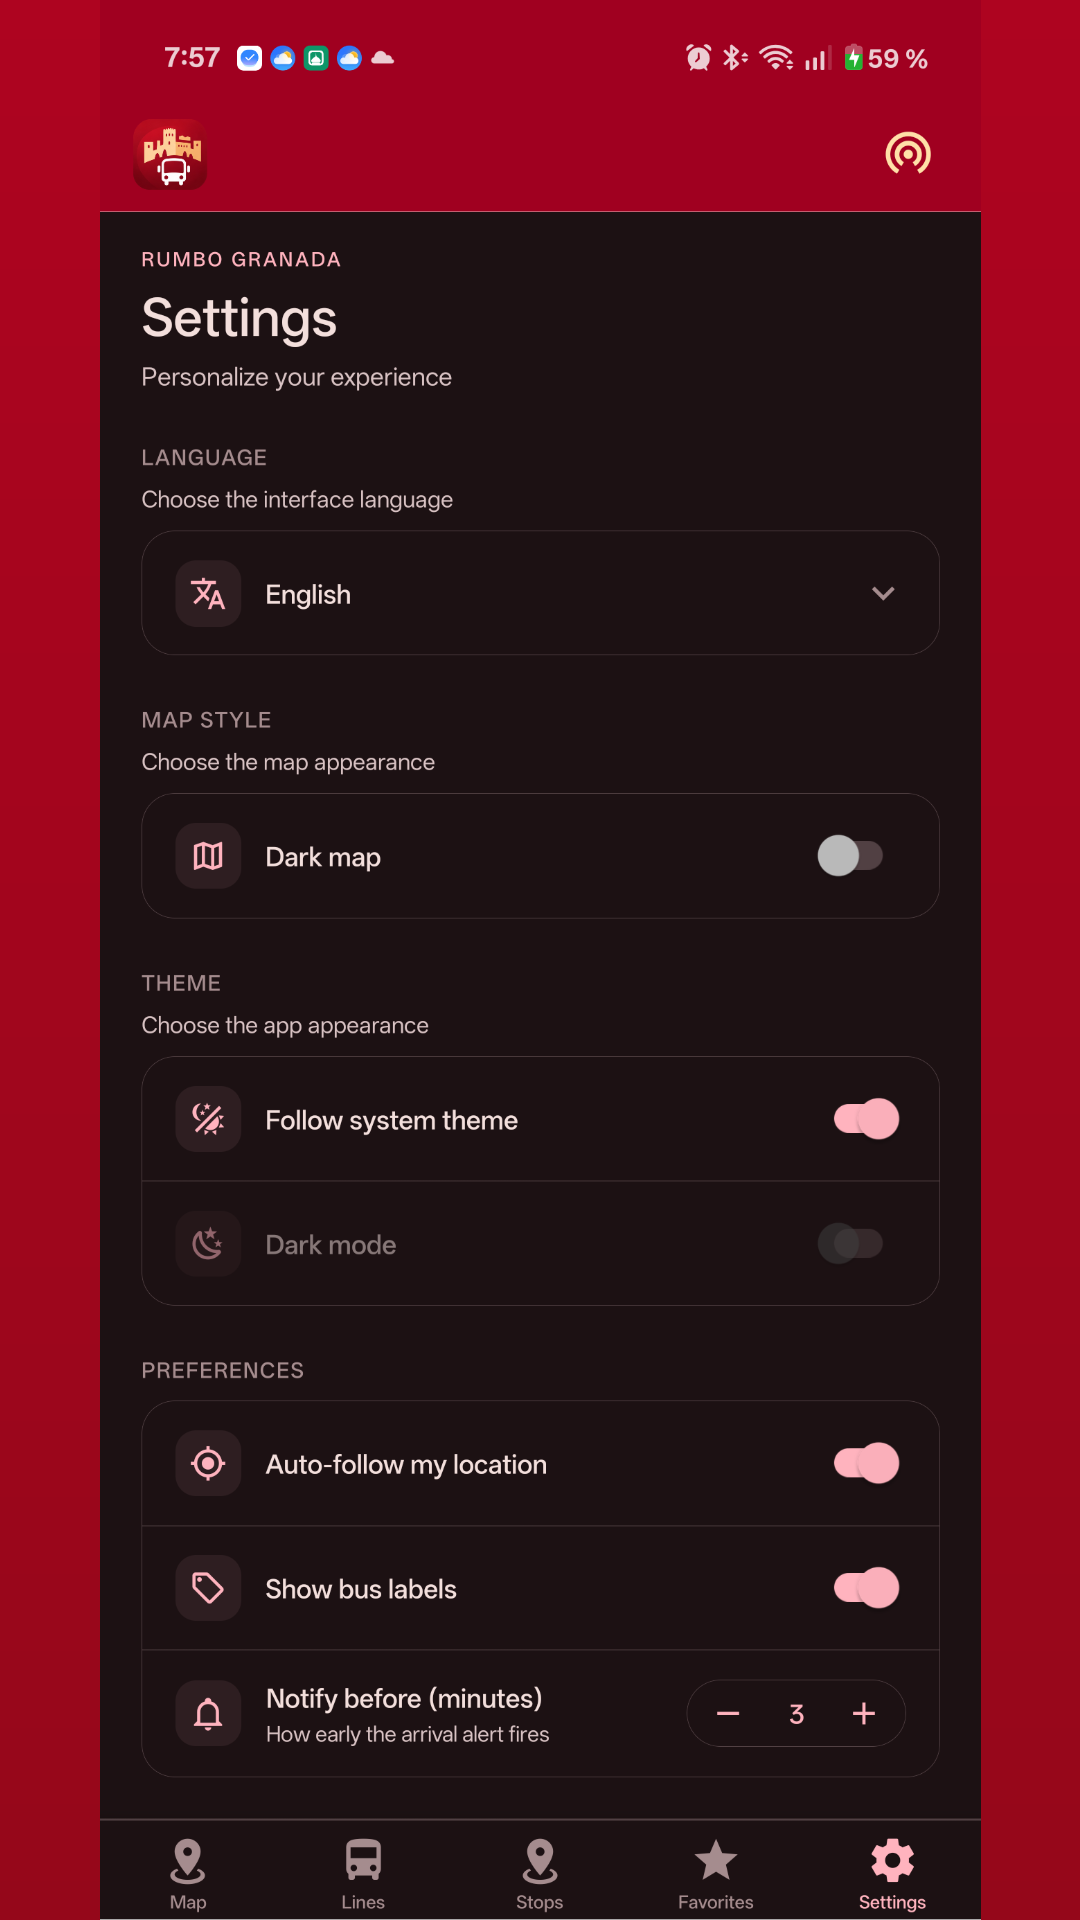 7:57
59 %
RUMBO GRANADA
Settings
Personalize your experience
LANGUAGE
Choose the interface language
English
MAP STYLE
Choose the map appearance
Dark map
THEME
Choose the app appearance
Follow system theme
Dark mode
PREFERENCES
Auto-follow my location
Show bus labels
Notify before (minutes)
How early the arrival alert fires
3
Map
Lines
Stops
Favorites
Settings